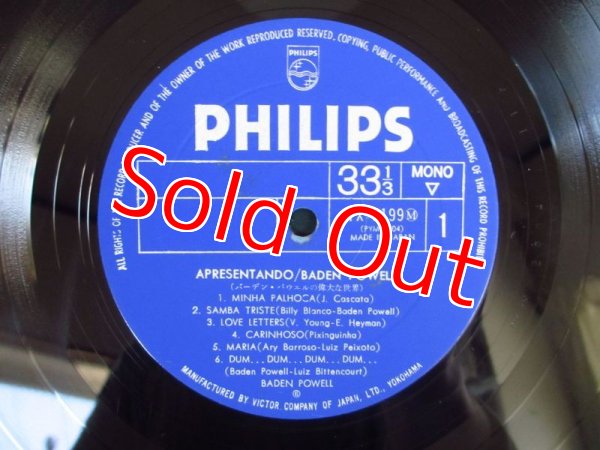 ALL RIGHTS OF RECORD PRODUCER AND OF THE OWNER OF THE WORK REPRODUCED RESERVED, COPYING, PUBLIC PERFORMANCE AND BROADCASTING OF THIS RECORD PROHIBITED
PHILIPS
PHILIPS
33 1/3
MONO
1
MADE IN JAPAN
Sold Out
APRESENTANDO/BADEN POWELL
(バーデン・パウエルの偉大な世界)
1. MINHA PALHOCA(J. Cascata)
2. SAMBA TRISTE(Billy Blanco-Baden Powell)
3. LOVE LETTERS(V. Young-E. Heyman)
4. CARINHOSO(Pixinguinha)
5. MARIA(Ary Barroso-Luiz Peixoto)
6. DUM...DUM...DUM...DUM...
(Baden Powell-Luiz Bittencourt)
BADEN POWELL
Ⓟ
MANUFACTURED BY VICTOR COMPANY OF JAPAN, LTD., YOKOHAMA